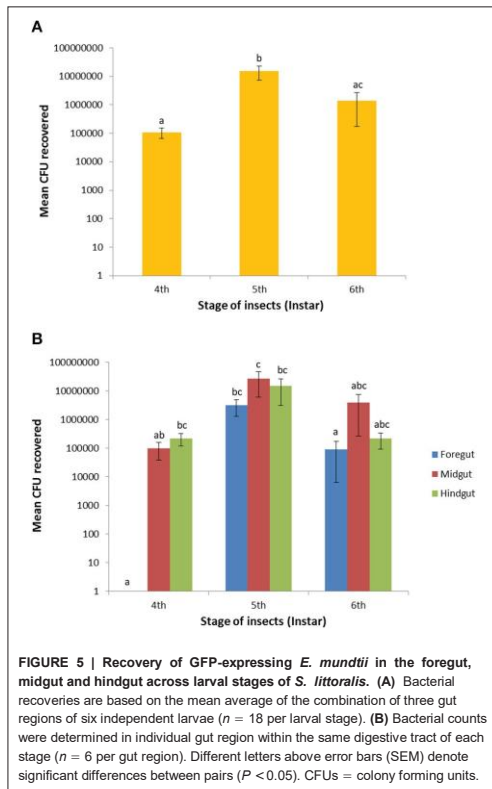 A
100000000
10000000
1000000
100000
10000
1000
100
10
1
Mean CFU recovered
a
b
ac
4th
5th
6th
Stage of insects (Instar)
B
100000000
10000000
1000000
100000
10000
1000
100
10
1
Mean CFU recovered
a
ab
bc
bc
c
bc
a
abc
abc
Foregut
Midgut
Hindgut
4th
5th
6th
Stage of insects (Instar)
FIGURE 5 | Recovery of GFP-expressing E. mundtii in the foregut,
midgut and hindgut across larval stages of S. littoralis. (A) Bacterial
recoveries are based on the mean average of the combination of three gut
regions of six independent larvae (n = 18 per larval stage). (B) Bacterial counts
were determined in individual gut region within the same digestive tract of each
stage (n = 6 per gut region). Different letters above error bars (SEM) denote
significant differences between pairs (P < 0.05). CFUs = colony forming units.